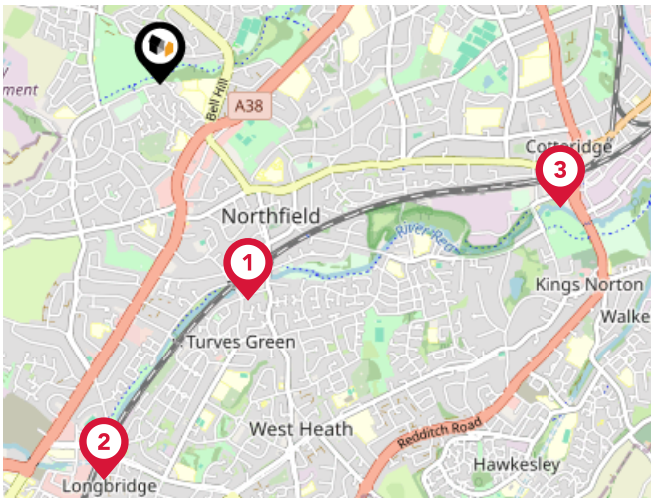 ment
Bell Hill
A38
Cotteridge
3
Northfield
River Rea
1
Kings Norton
Walke
Turves Green
West Heath
Redditch Road
2
Hawkesley
Longbridge